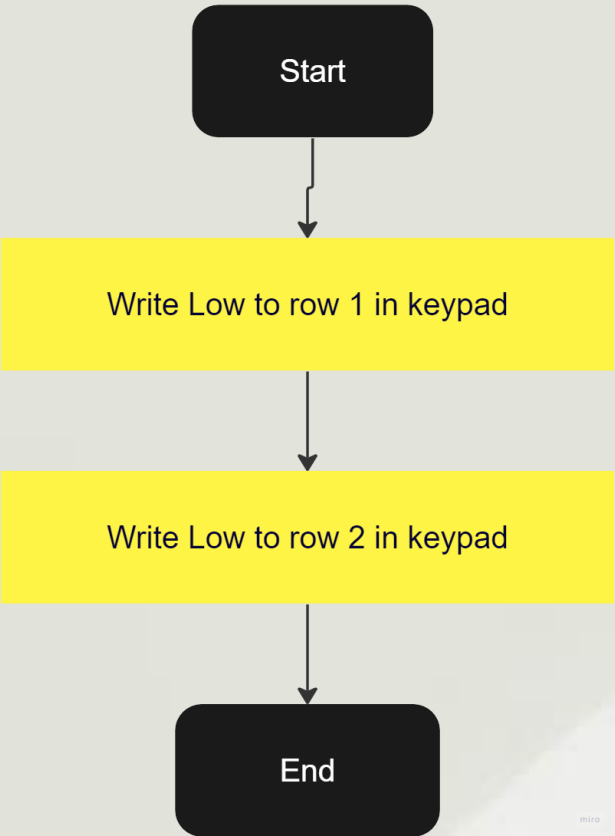 Start
Write Low to row 1 in keypad
Write Low to row 2 in keypad
End
miro